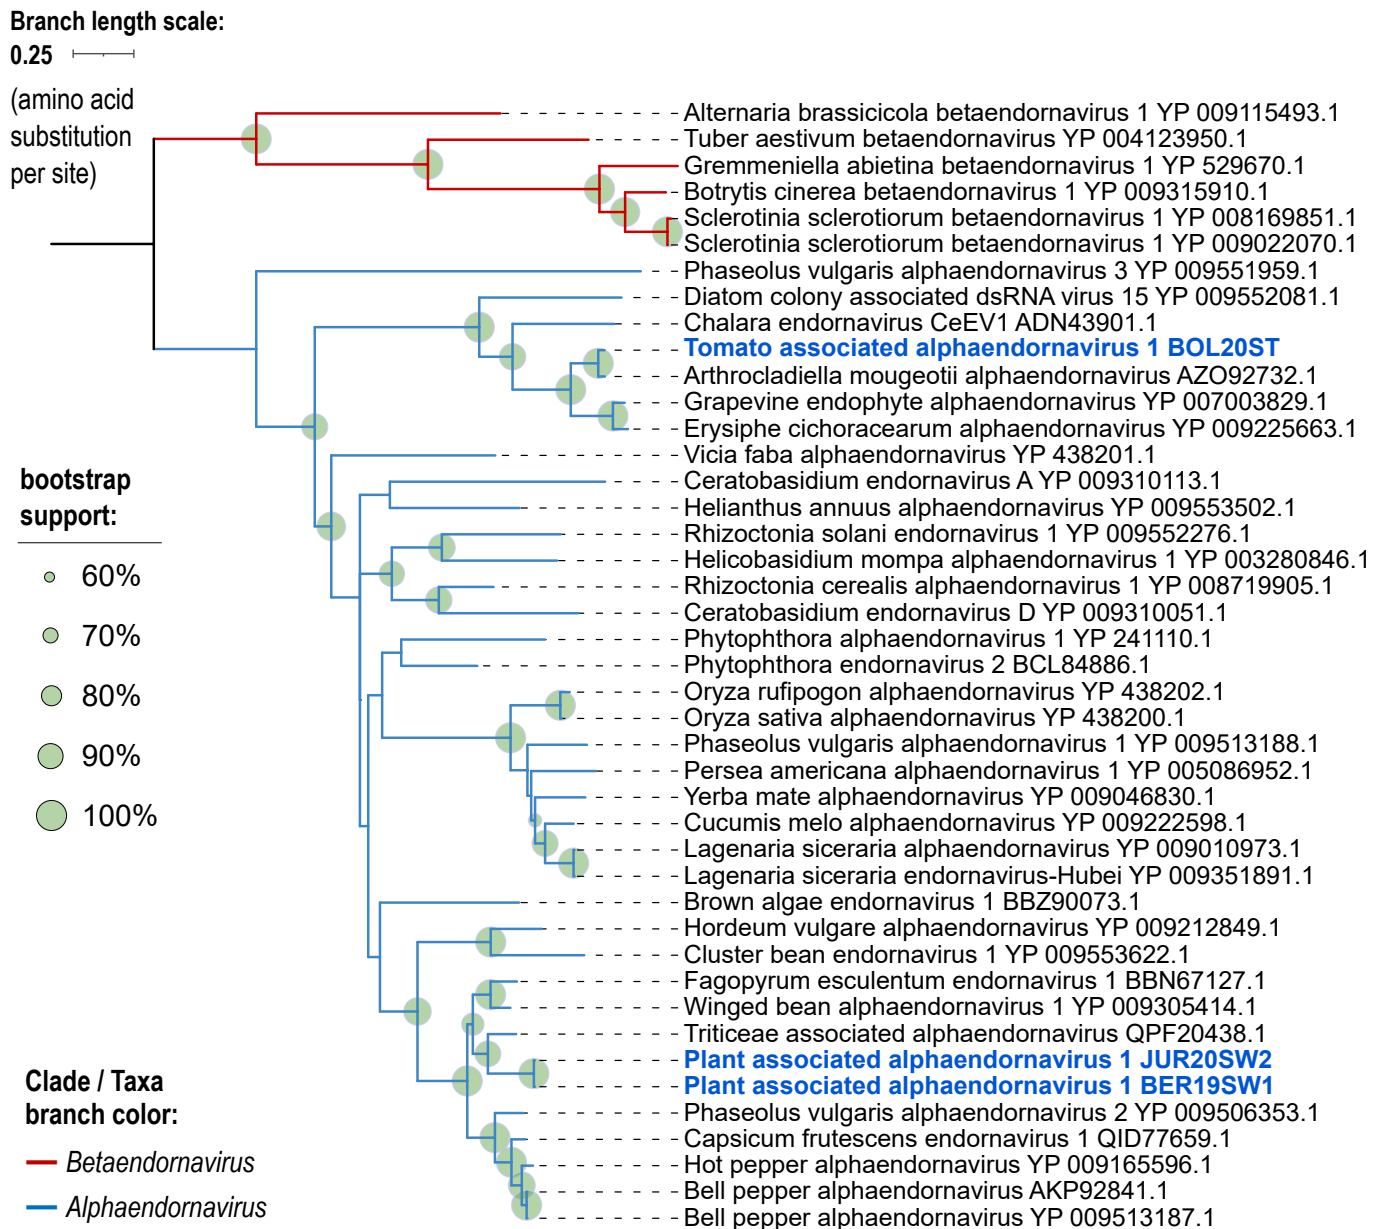 Branch length scale:
0.25
(amino acid
substitution
per site)
Alternaria brassicicola betaendornavirus 1 YP 009115493.1
Tuber aestivum betaendornavirus YP 004123950.1
Gremmeniella abietina betaendornavirus 1 YP 529670.1
Botrytis cinerea betaendornavirus 1 YP 009315910.1
Sclerotinia sclerotiorum betaendornavirus 1 YP 008169851.1
Sclerotinia sclerotiorum betaendornavirus 1 YP 009022070.1
Phaseolus vulgaris alphaendornavirus 3 YP 009551959.1
Diatom colony associated dsRNA virus 15 YP 009552081.1
Chalara endornavirus CeEV1 ADN43901.1
Tomato associated alphaendornavirus 1 BOL20ST
Arthrocladiella mougeotii alphaendornavirus AZO92732.1
Grapevine endophyte alphaendornavirus YP 007003829.1
Erysiphe cichoracearum alphaendornavirus YP 009225663.1
Vicia faba alphaendornavirus YP 438201.1
Ceratobasidium endornavirus A YP 009310113.1
Helianthus annuus alphaendornavirus YP 009553502.1
Rhizoctonia solani endornavirus 1 YP 009552276.1
Helicobasidium mompa alphaendornavirus 1 YP 003280846.1
Rhizoctonia cerealis alphaendornavirus 1 YP 008719905.1
Ceratobasidium endornavirus D YP 009310051.1
Phytophthora alphaendornavirus 1 YP 241110.1
Phytophthora endornavirus 2 BCL84886.1
Oryza rufipogon alphaendornavirus YP 438202.1
Oryza sativa alphaendornavirus YP 438200.1
Phaseolus vulgaris alphaendornavirus 1 YP 009513188.1
Persea americana alphaendornavirus 1 YP 005086952.1
Yerba mate alphaendornavirus YP 009046830.1
Cucumis melo alphaendornavirus YP 009222598.1
Lagenaria siceraria alphaendornavirus YP 009010973.1
Lagenaria siceraria endornavirus-Hubei YP 009351891.1
Brown algae endornavirus 1 BBZ90073.1
Hordeum vulgare alphaendornavirus YP 009212849.1
Cluster bean endornavirus 1 YP 009553622.1
Fagopyrum esculentum endornavirus 1 BBN67127.1
Winged bean alphaendornavirus 1 YP 009305414.1
Triticeae associated alphaendornavirus QPF20438.1
Plant associated alphaendornavirus 1 JUR20SW2
Plant associated alphaendornavirus 1 BER19SW1
Phaseolus vulgaris alphaendornavirus 2 YP 009506353.1
Capsicum frutescens endornavirus 1 QID77659.1
Hot pepper alphaendornavirus YP 009165596.1
Bell pepper alphaendornavirus AKP92841.1
Bell pepper alphaendornavirus YP 009513187.1
bootstrap
support:
60%
70%
80%
90%
100%
Clade / Taxa
branch color:
Betaendornavirus
Alphaendornavirus